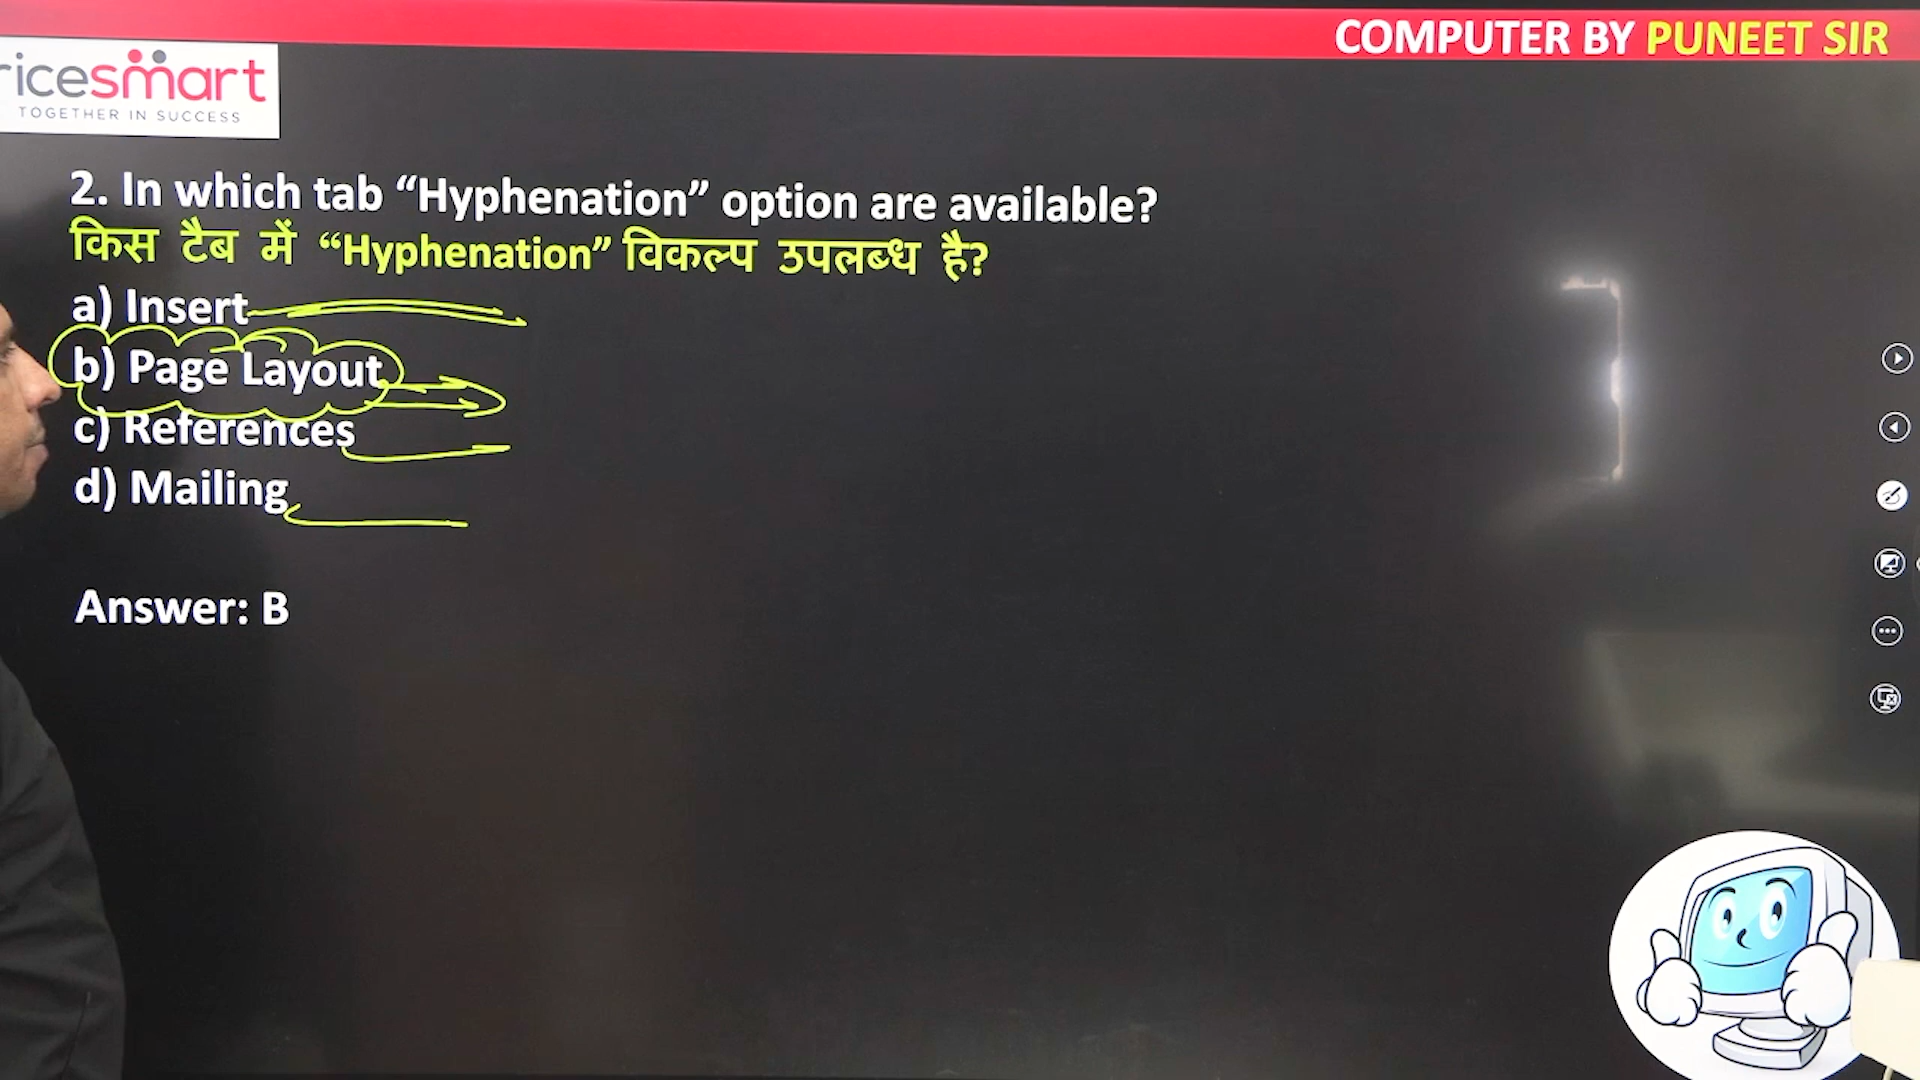 COMPUTER BY PUNEET SIR
ricesmart
TOGETHER IN SUCCESS
2. In which tab “Hyphenation” option are available?
किस टैब में “Hyphenation” विकल्प उपलब्ध है?
a) Insert
b) Page Layout
c) References
d) Mailing
Answer: B